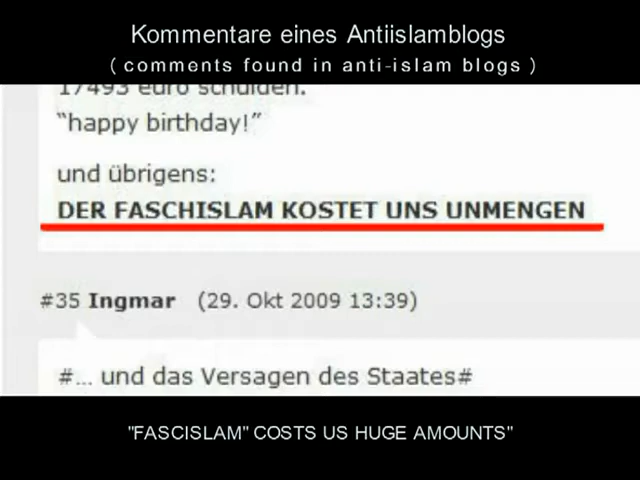 Kommentare eines Antiislamblogs
( comments found in anti-islam blogs )
17493 euro schulden.
“happy birthday!”
und übrigens:
DER FASCHISLAM KOSTET UNS UNMENGEN
#35 Ingmar (29. Okt 2009 13:39)
#... und das Versagen des Staates#
"FASCISLAM" COSTS US HUGE AMOUNTS"